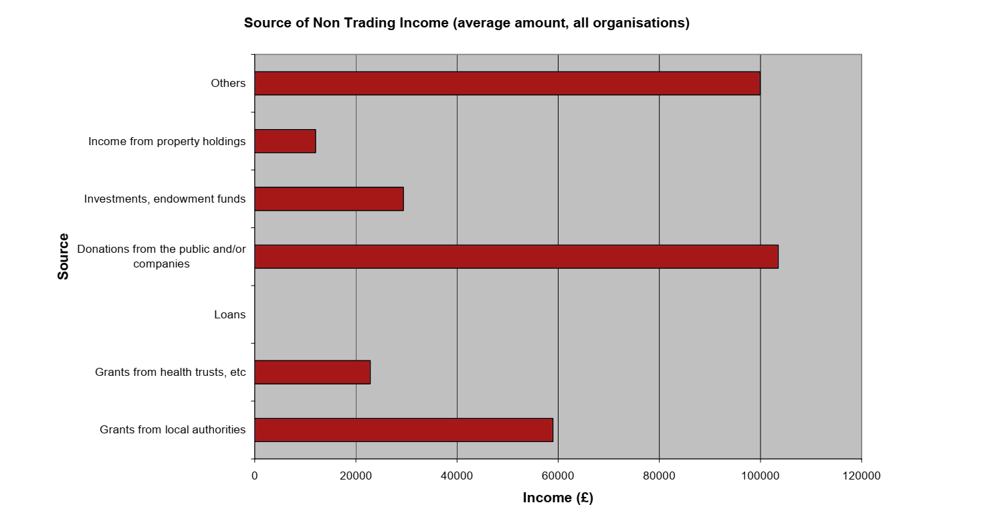 Source of Non Trading Income (average amount, all organisations)
Others
Income from property holdings
Investments, endowment funds
Donations from the public and/or
companies
Loans
Grants from health trusts, etc
Grants from local authorities
Source
0 20000 40000 60000 80000 100000 120000
Income (£)